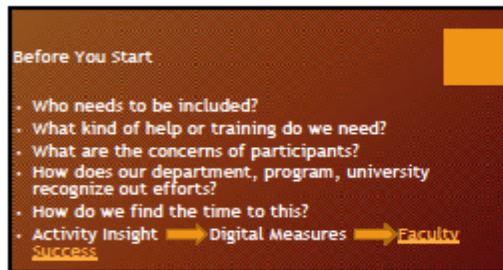 Before You Start
Who needs to be included?
What kind of help or training do we need?
What are the concerns of participants?
How does our department, program, university
recognize out efforts?
How do we find the time to this?
Activity Insight Digital Measures Faculty
Success